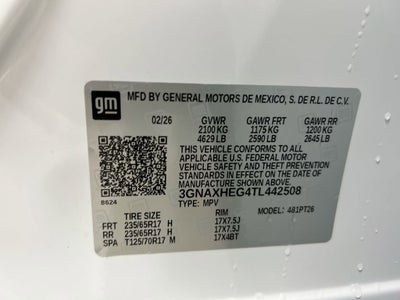 gm
MFD BY GENERAL MOTORS DE MEXICO, S. DE R.L. DE C.V.
02/26 GVWR GAWR FRT GAWR RR
2100 KG 1175 KG 1200 KG
4629 LB 2590 LB 2645 LB
THIS VEHICLE CONFORMS TO ALL
APPLICABLE U.S. FEDERAL MOTOR
VEHICLE SAFETY AND THEFT PREVENTION
STANDARDS IN EFFECT ON THE DATE OF
MANUFACTURE SHOWN ABOVE.
3GNAXHEG4TL442508
8624 TYPE: MPV MODEL: 481PT26
TIRE SIZE RIM
FRT 235/65R17 H 17X7.5J
RR 235/65R17 H 17X7.5J
SPA T125/70R17 M 17X4BT